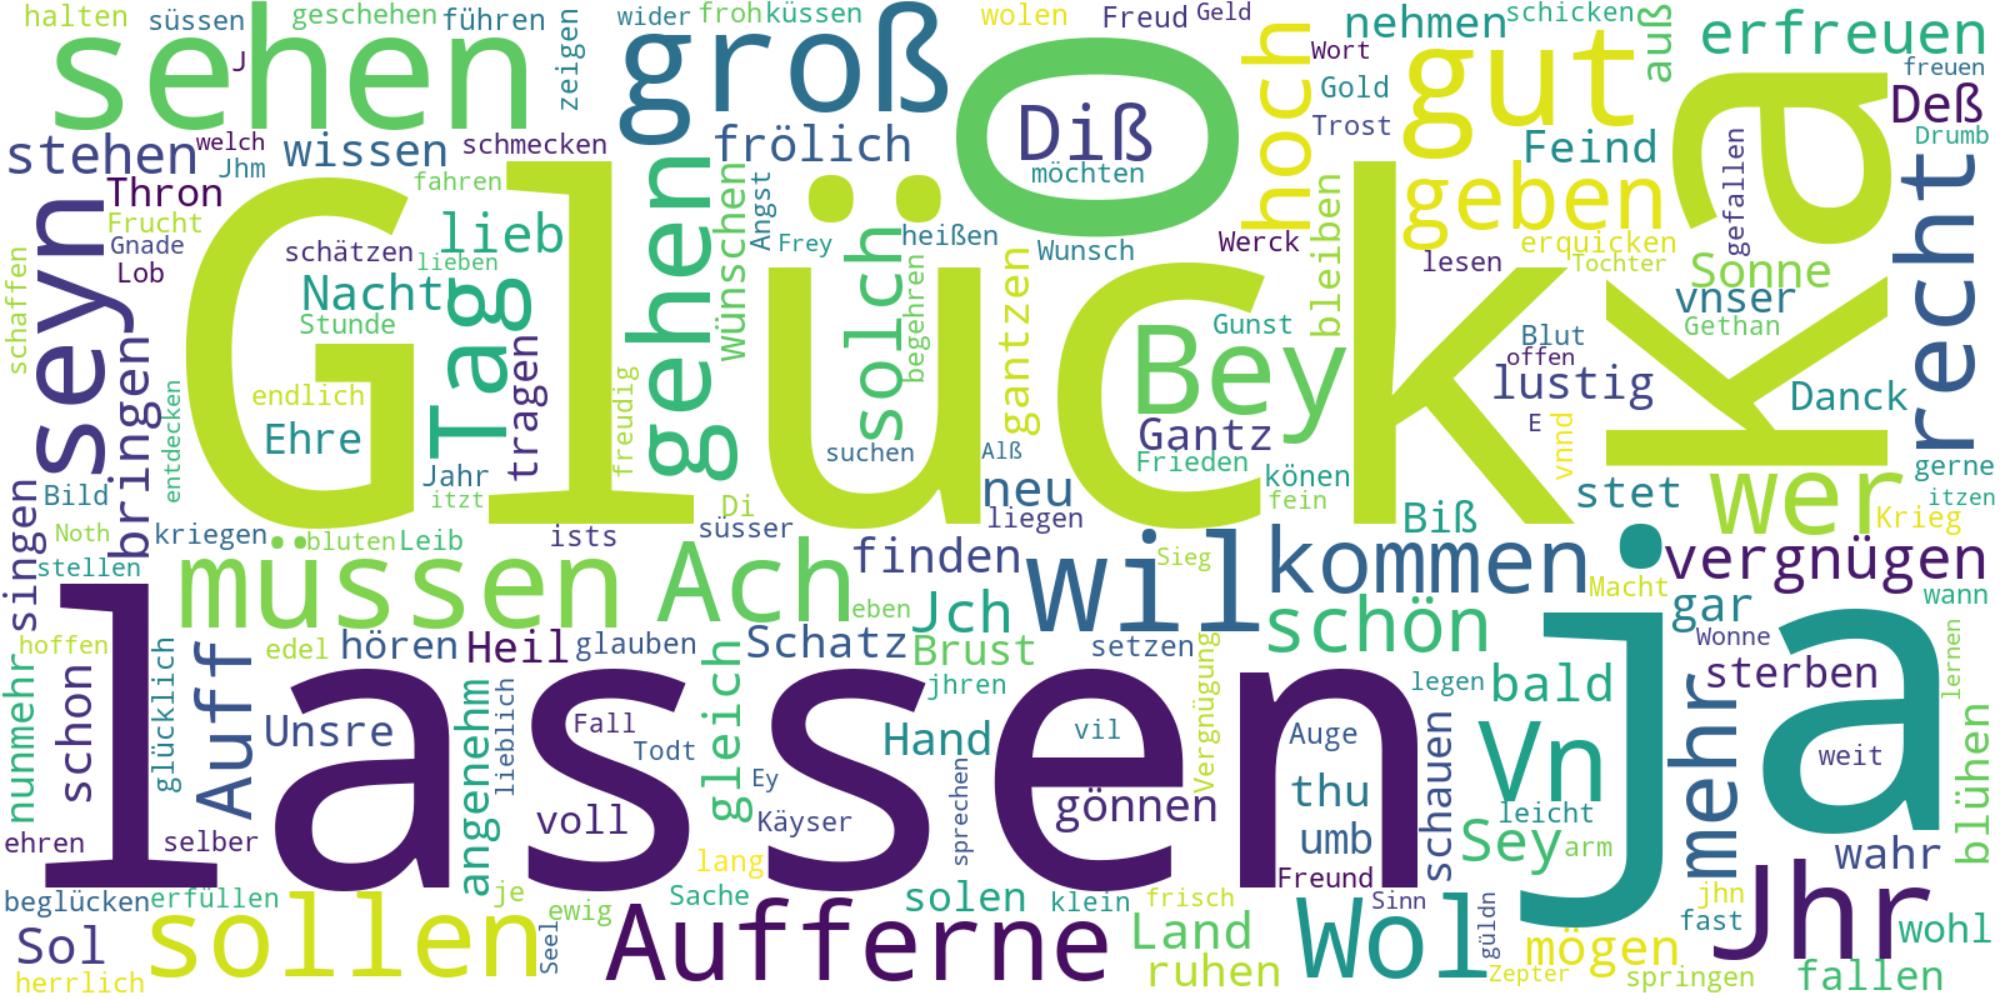 halten
süssen
geschehen
führen
sehen
J
zeigen
wider
froh
küssen
groß
wolen
Freud
Geld
O
Diß
möchten
hoch
nehmen
schicken
Wort
Gold
Trost
gut
auß
erfreuen
freuen
Deß
Drumb
Ka
stehen
welch
Jhm
wissen
schmecken
frölich
Feind
geben
gefallen
recht
Thron
Frucht
Gnade
Lob
fahren
schätzen
lieb
lieben
Nacht
Stunde
Tag
gehen
wünschen
Angst
Frey
solch
heißen
begehren
Wunsch
gantzen
Werck
bleiben
lesen
erquicken
Tochter
Sonne
vnser
Gethan
seyn
schaffen
bringen
entdecken
Glück
endlich
Ehre
tragen
freudig
suchen
Alß
Bey
Gunst
Gantz
Frieden
Blut
offen
lustig
E
vnnd
Danck
Jahr
itzt
Di
süsser
neu
liegen
könen
fein
Biß
stet
wer
gerne
itzen
Krieg
Bild
Noth
singen
stellen
kriegen
bluten
Leib
ists
müssen
Ach
finden
eben
Jch
wil
Sieg
kommen
Macht
vergnügen
wann
hoffen
edel
hören
Heil
glauben
Schatz
Brust
setzen
schön
gar
Wonne
sterben
lernen
nunmehr
schon
glücklich
Auff
Unsre
angenehm
lieblich
lassen
Fall
Todt
gleich
Ey
Käyser
jhren
Hand
vil
Vergnügung
gönnen
sprechen
Auge
thu
umb
Freund
legen
bald
schauen
Vn
leicht
Sey
arm
ja
mehr
weit
wahr
blühen
ehren
selber
voll
lang
beglücken
erfüllen
je
ewig
Sache
solen
klein
frisch
Sinn
güldn
jhn
fast
Jhr
wohl
Sol
herrlich
sollen
Seel
Aufferne
Land
ruhen
Wol
mögen
Zepter
springen
fallen